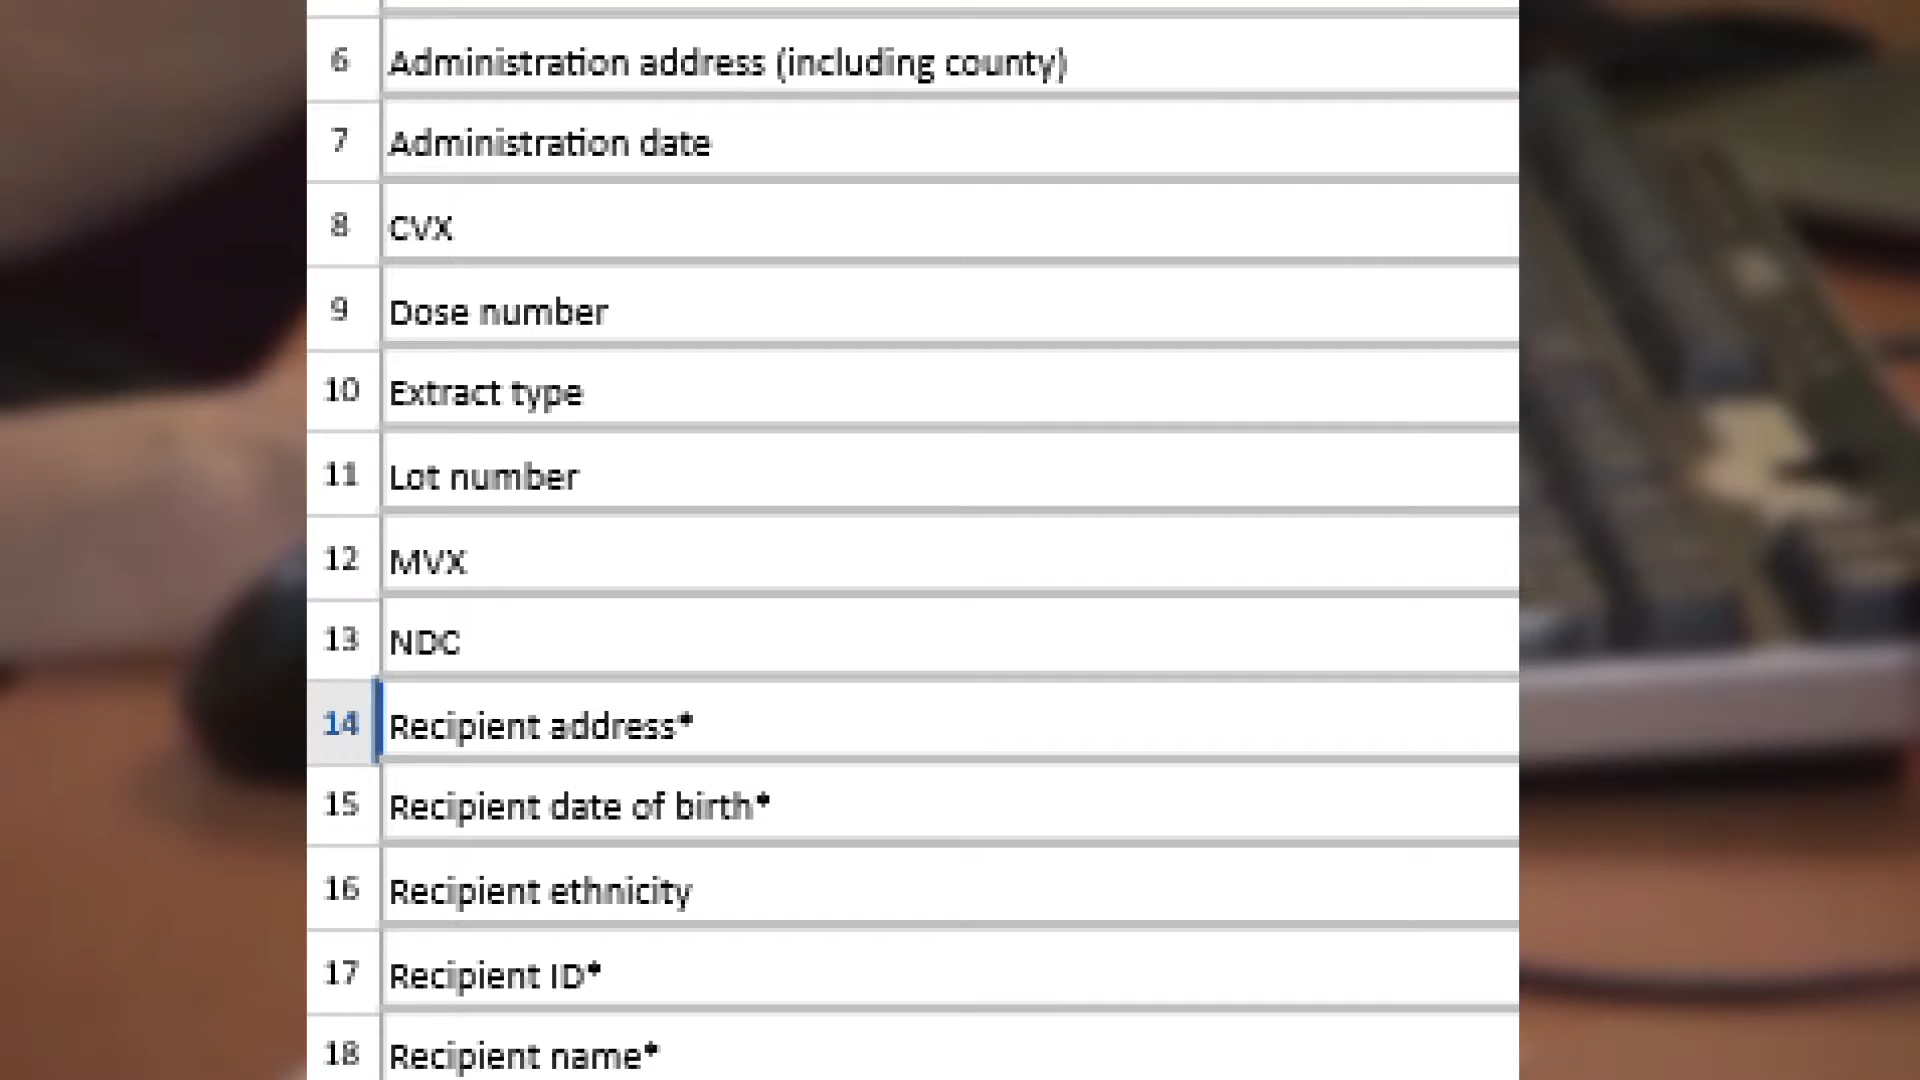 6 Administration address (including county)
7 Administration date
8 CVX
9 Dose number
10 Extract type
11 Lot number
12 MVX
13 NDC
14 Recipient address*
15 Recipient date of birth*
16 Recipient ethnicity
17 Recipient ID*
18 Recipient name*